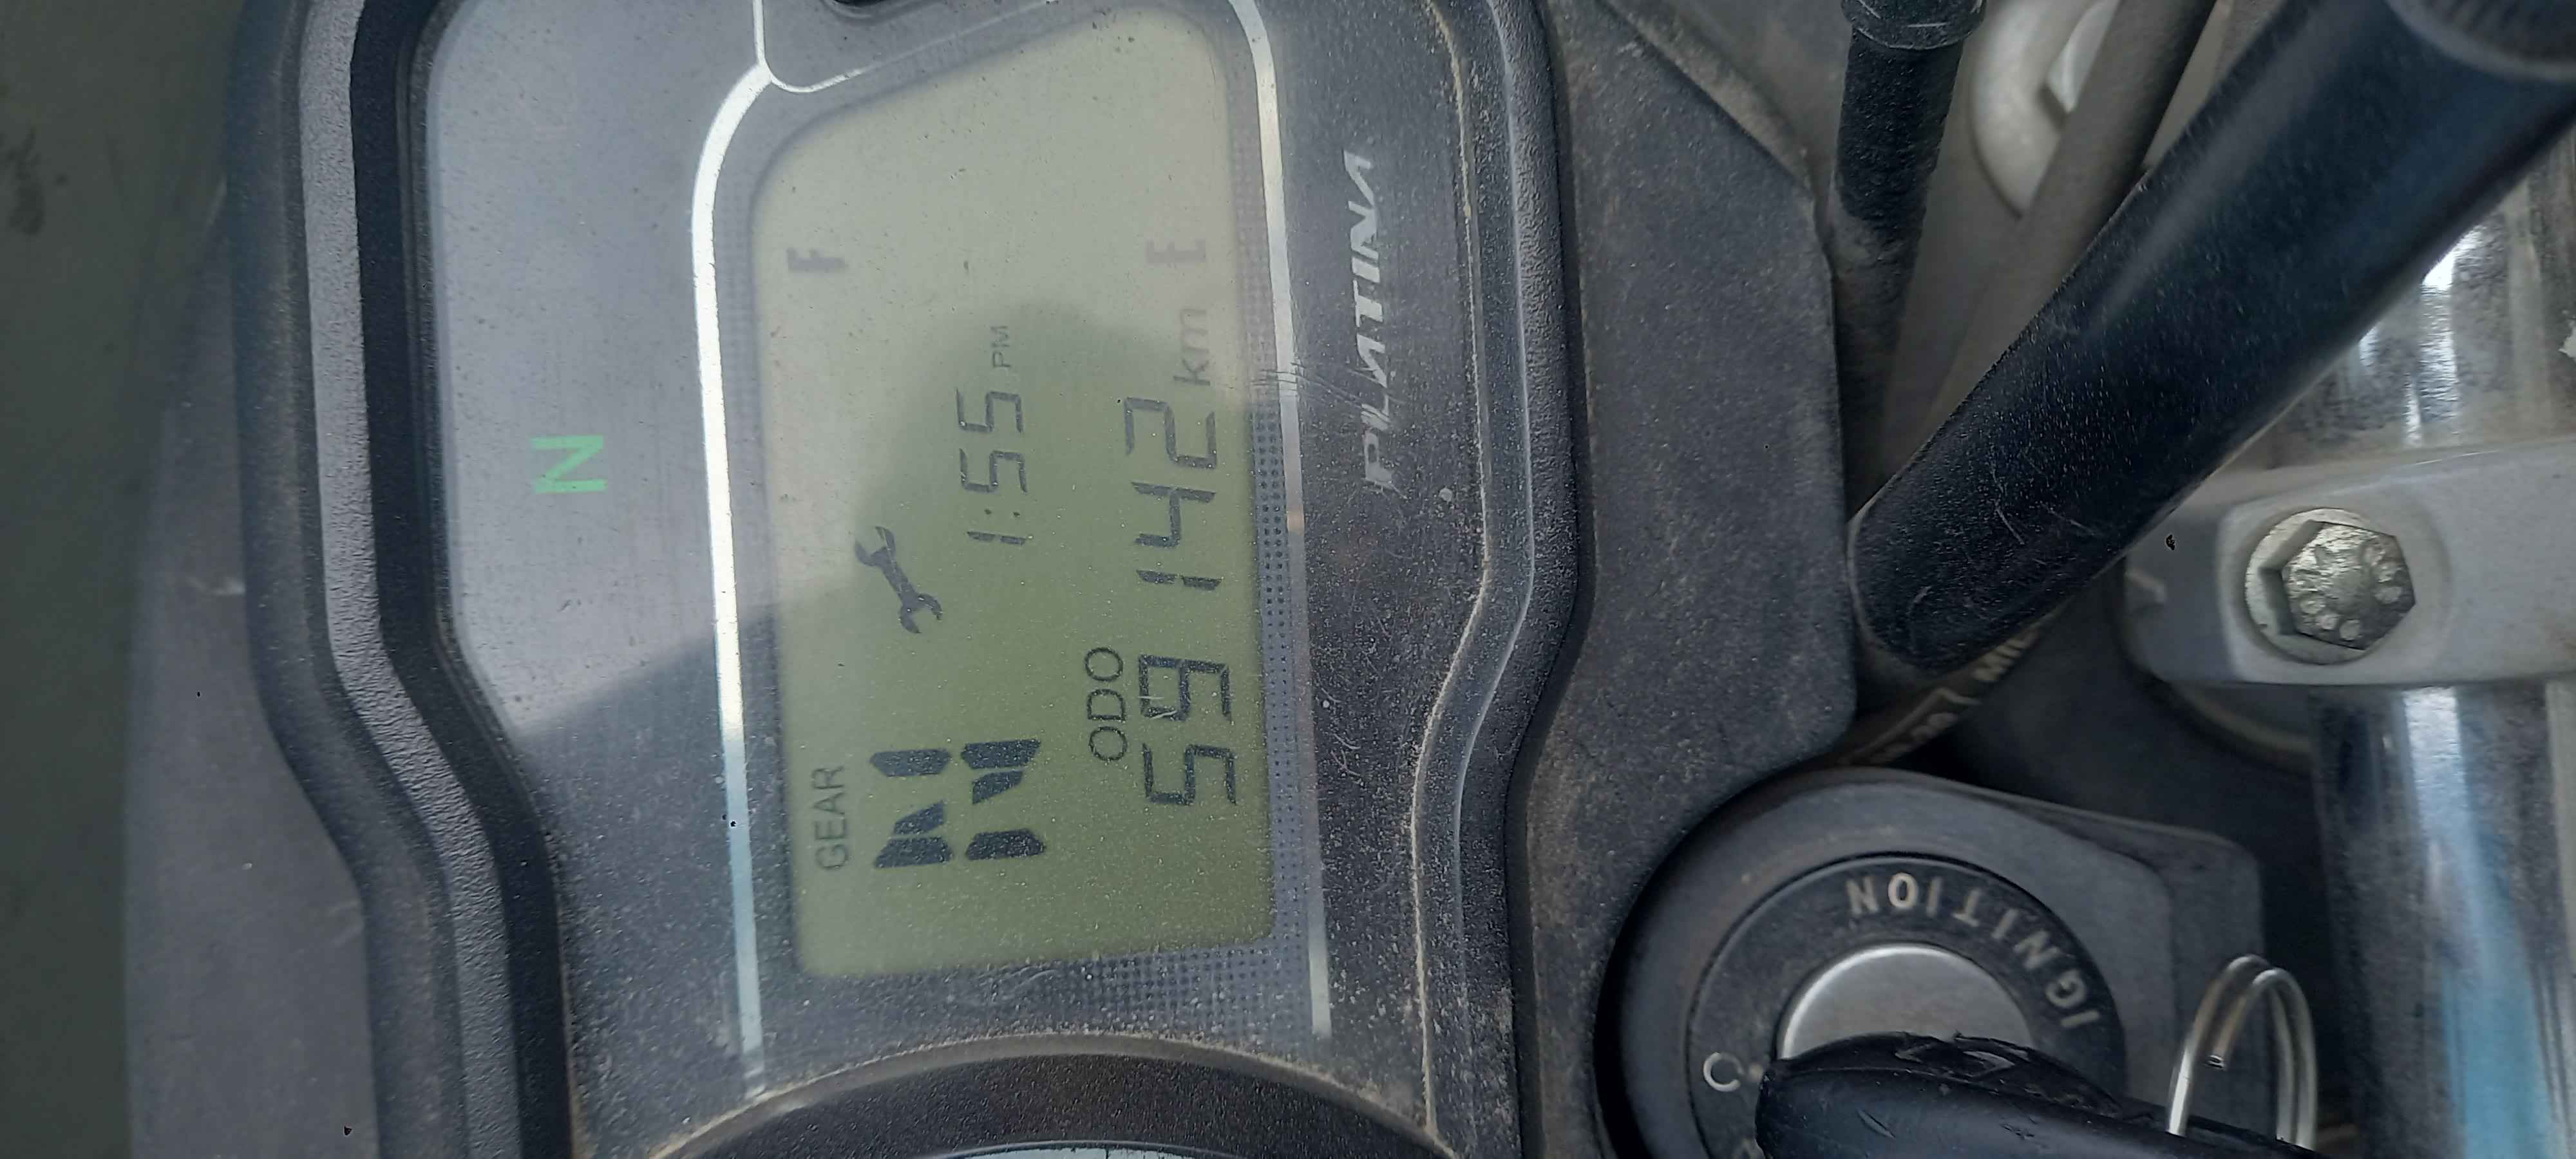 N
GEAR
N
F
1:55 PM
ODO
59142 km
E
PLATINA
IGNITION